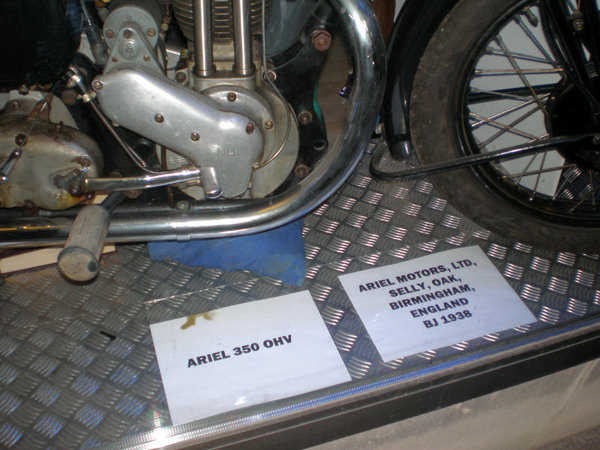 ARIEL 350 OHV
ARIEL MOTORS, LTD,
SELLY, OAK,
BIRMINGHAM,
ENGLAND
BJ 1938